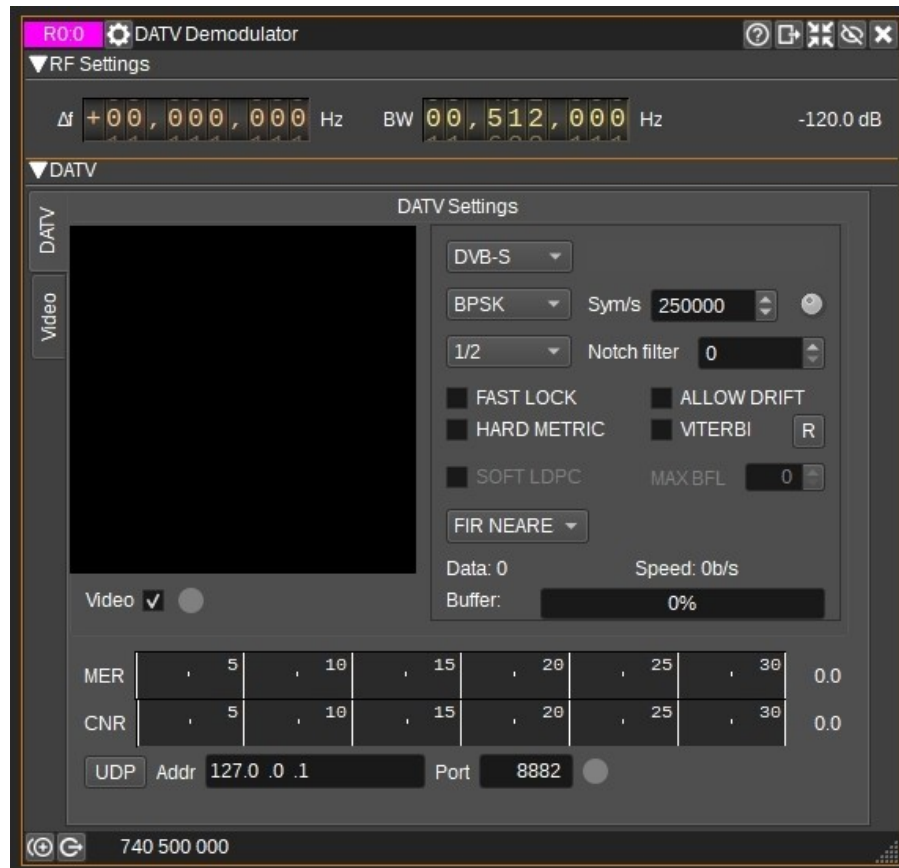 R0:0 DATV Demodulator
RF Settings
Δf +00,000,000 Hz BW 00,512,000 Hz -120.0 dB
DATV
DATV
Video
DATV Settings
DVB-S
BPSK Sym/s 250000
1/2 Notch filter 0
FAST LOCK ALLOW DRIFT
HARD METRIC VITERBI R
SOFT LDPC MAX BFL 0
FIR NEARE
Data: 0 Speed: 0b/s
Video Buffer: 0%
MER 5 10 15 20 25 30 0.0
CNR 5 10 15 20 25 30 0.0
UDP Addr 127.0 .0 .1 Port 8882
740 500 000